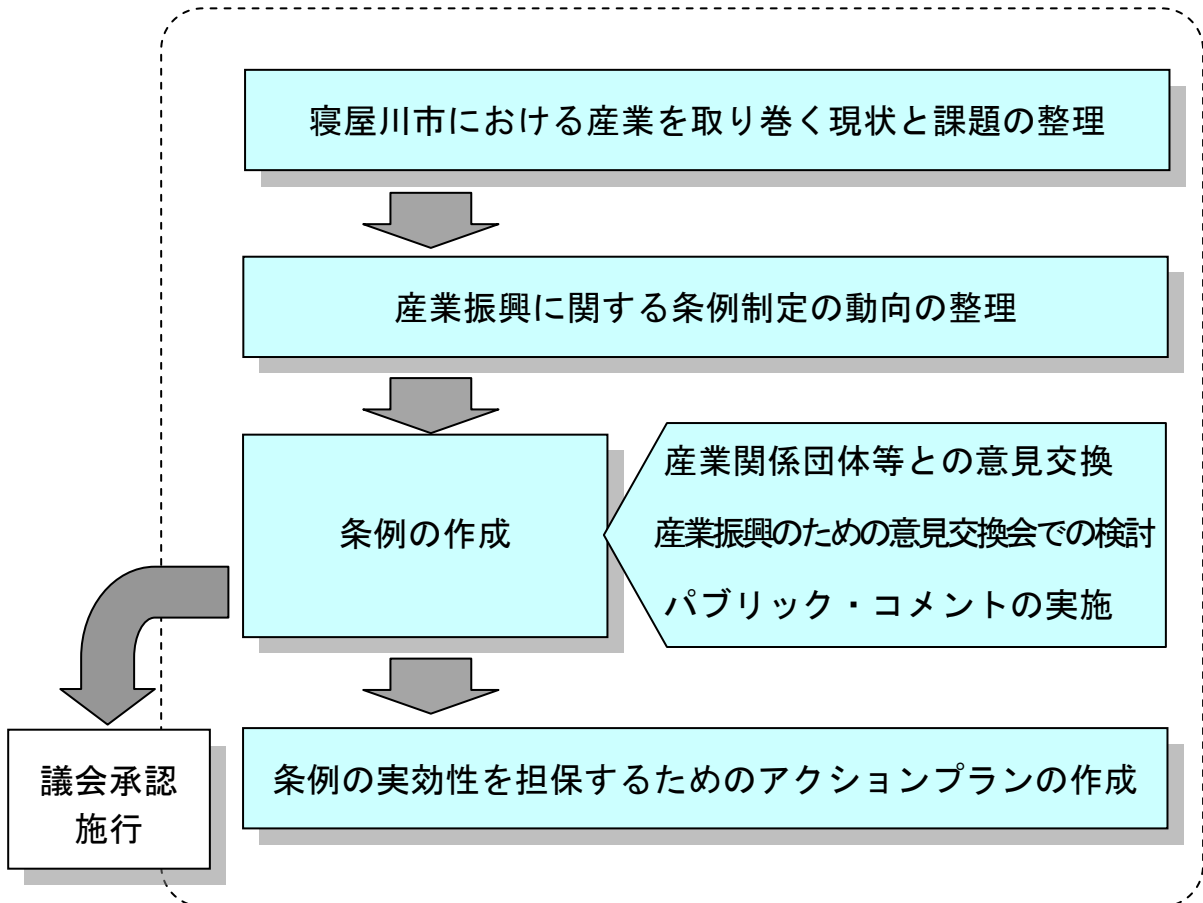 寝屋川市における産業を取り巻く現状と課題の整理
産業振興に関する条例制定の動向の整理
条例の作成
産業関係団体等との意見交換
産業振興のための意見交換会での検討
パブリック・コメントの実施
議会承認
施行
条例の実効性を担保するためのアクションプランの作成